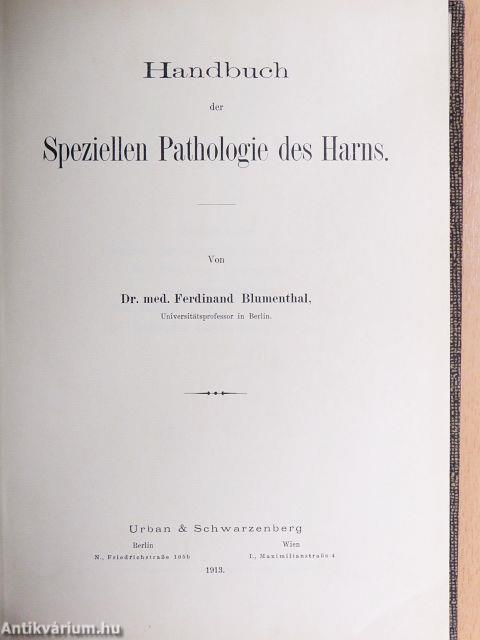 Handbuch
der
Speziellen Pathologie des Harns.
Von
Dr. med. Ferdinand Blumenthal,
Universitätsprofessor in Berlin.
Urban & Schwarzenberg
Berlin Wien
N., Friedrichstraße 105b I., Maximilianstraße 4
1913.
Antikvárium.hu